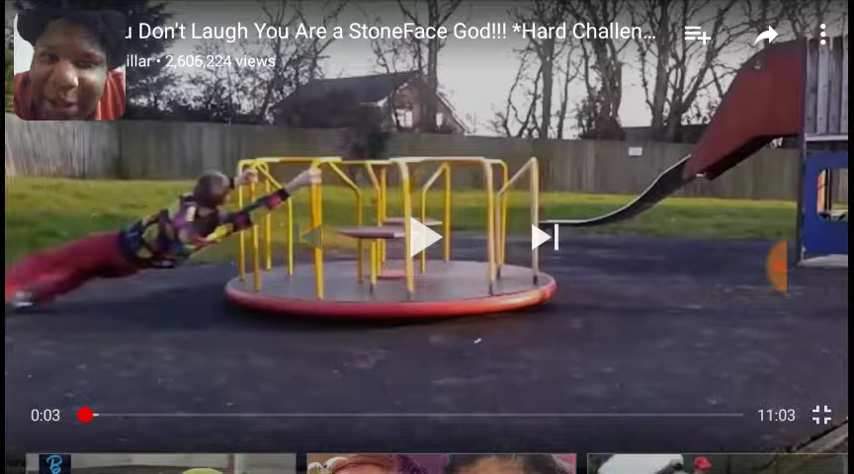 u Don't Laugh You Are a StoneFace God!!! *Hard Challen...
illar • 2,606,224 views
0:03
11:03
B